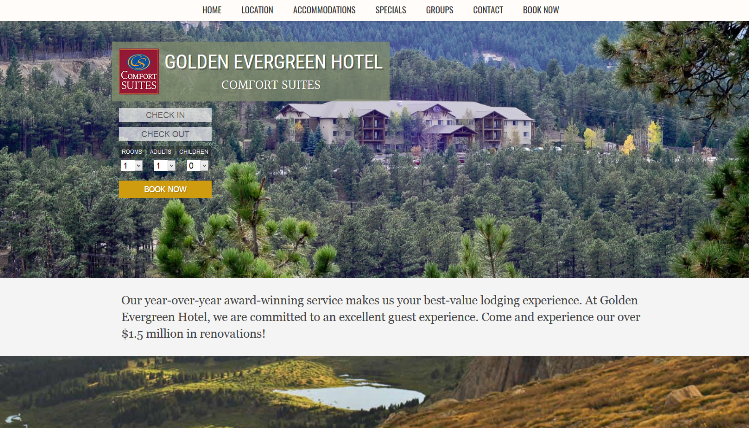 HOME LOCATION ACCOMMODATIONS SPECIALS GROUPS CONTACT BOOK NOW
COMFORT
SUITES
GOLDEN EVERGREEN HOTEL
COMFORT SUITES
CHECK IN
CHECK OUT
ROOMS ADULTS CHILDREN
1 1 0
BOOK NOW
Our year-over-year award-winning service makes us your best-value lodging experience. At Golden
Evergreen Hotel, we are committed to an excellent guest experience. Come and experience our over
$1.5 million in renovations!